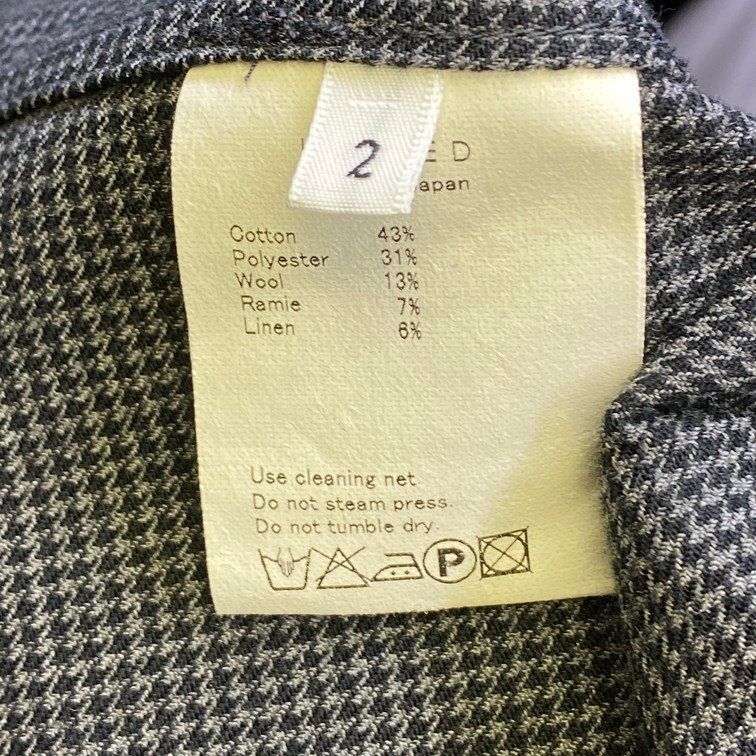 2
Cotton 43%
Polyester 31%
Wool 13%
Ramie 7%
Linen 6%
Use cleaning net.
Do not steam press.
Do not tumble dry.
P